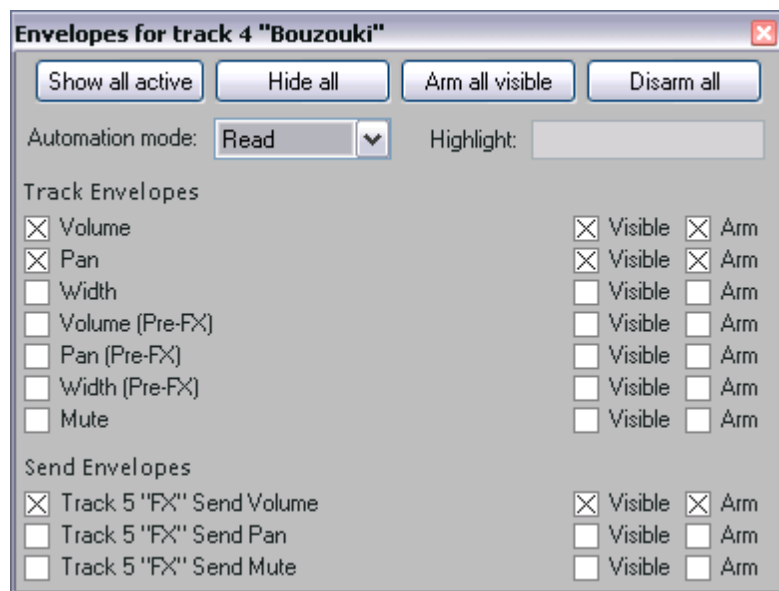 Envelopes for track 4 "Bouzouki"
Show all active Hide all Arm all visible Disarm all
Automation mode: Read Highlight:
Track Envelopes
Volume Visible Arm
Pan Visible Arm
Width Visible Arm
Volume (Pre-FX) Visible Arm
Pan (Pre-FX) Visible Arm
Width (Pre-FX) Visible Arm
Mute Visible Arm
Send Envelopes
Track 5 "FX" Send Volume Visible Arm
Track 5 "FX" Send Pan Visible Arm
Track 5 "FX" Send Mute Visible Arm